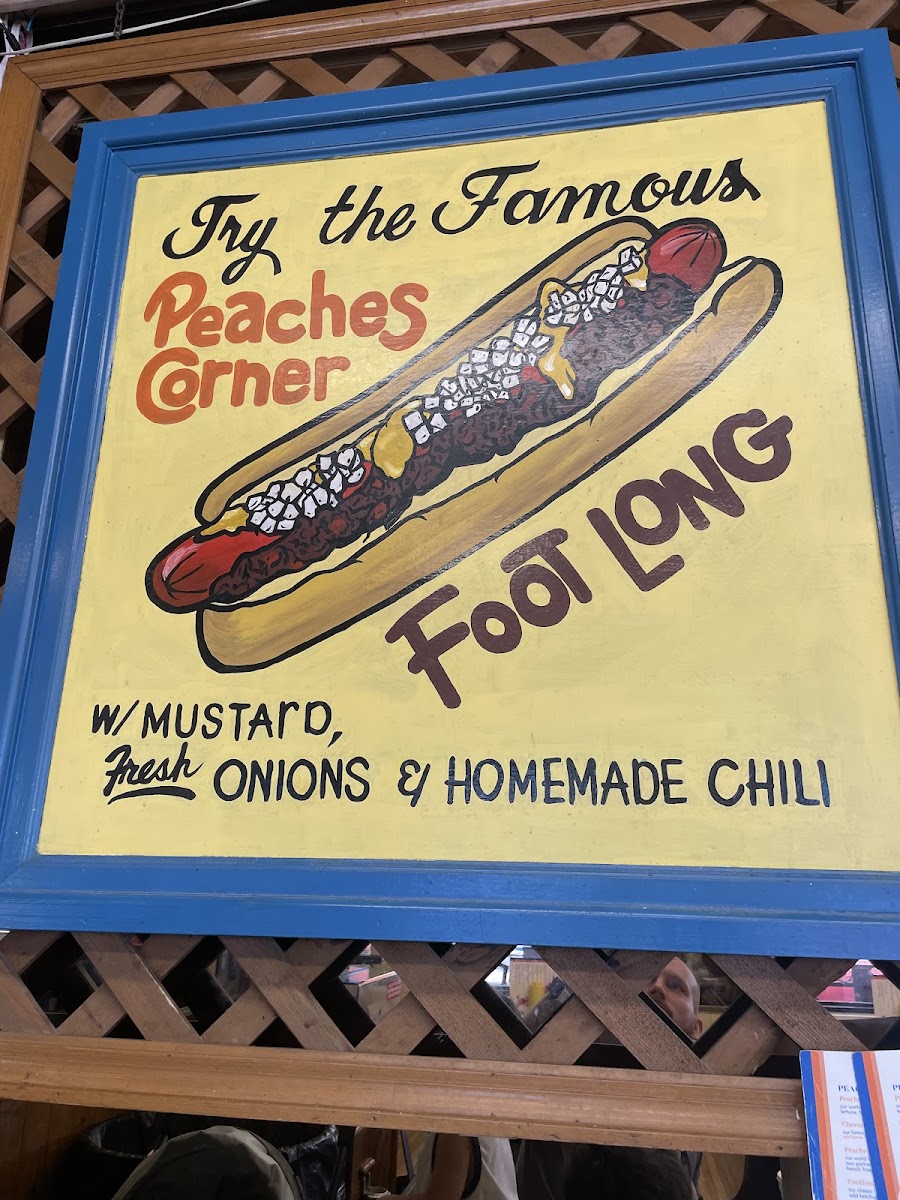 Try the Famous
Peaches
Corner
FOOT LONG
W/ MUSTARD,
Fresh ONIONS & HOMEMADE CHILI